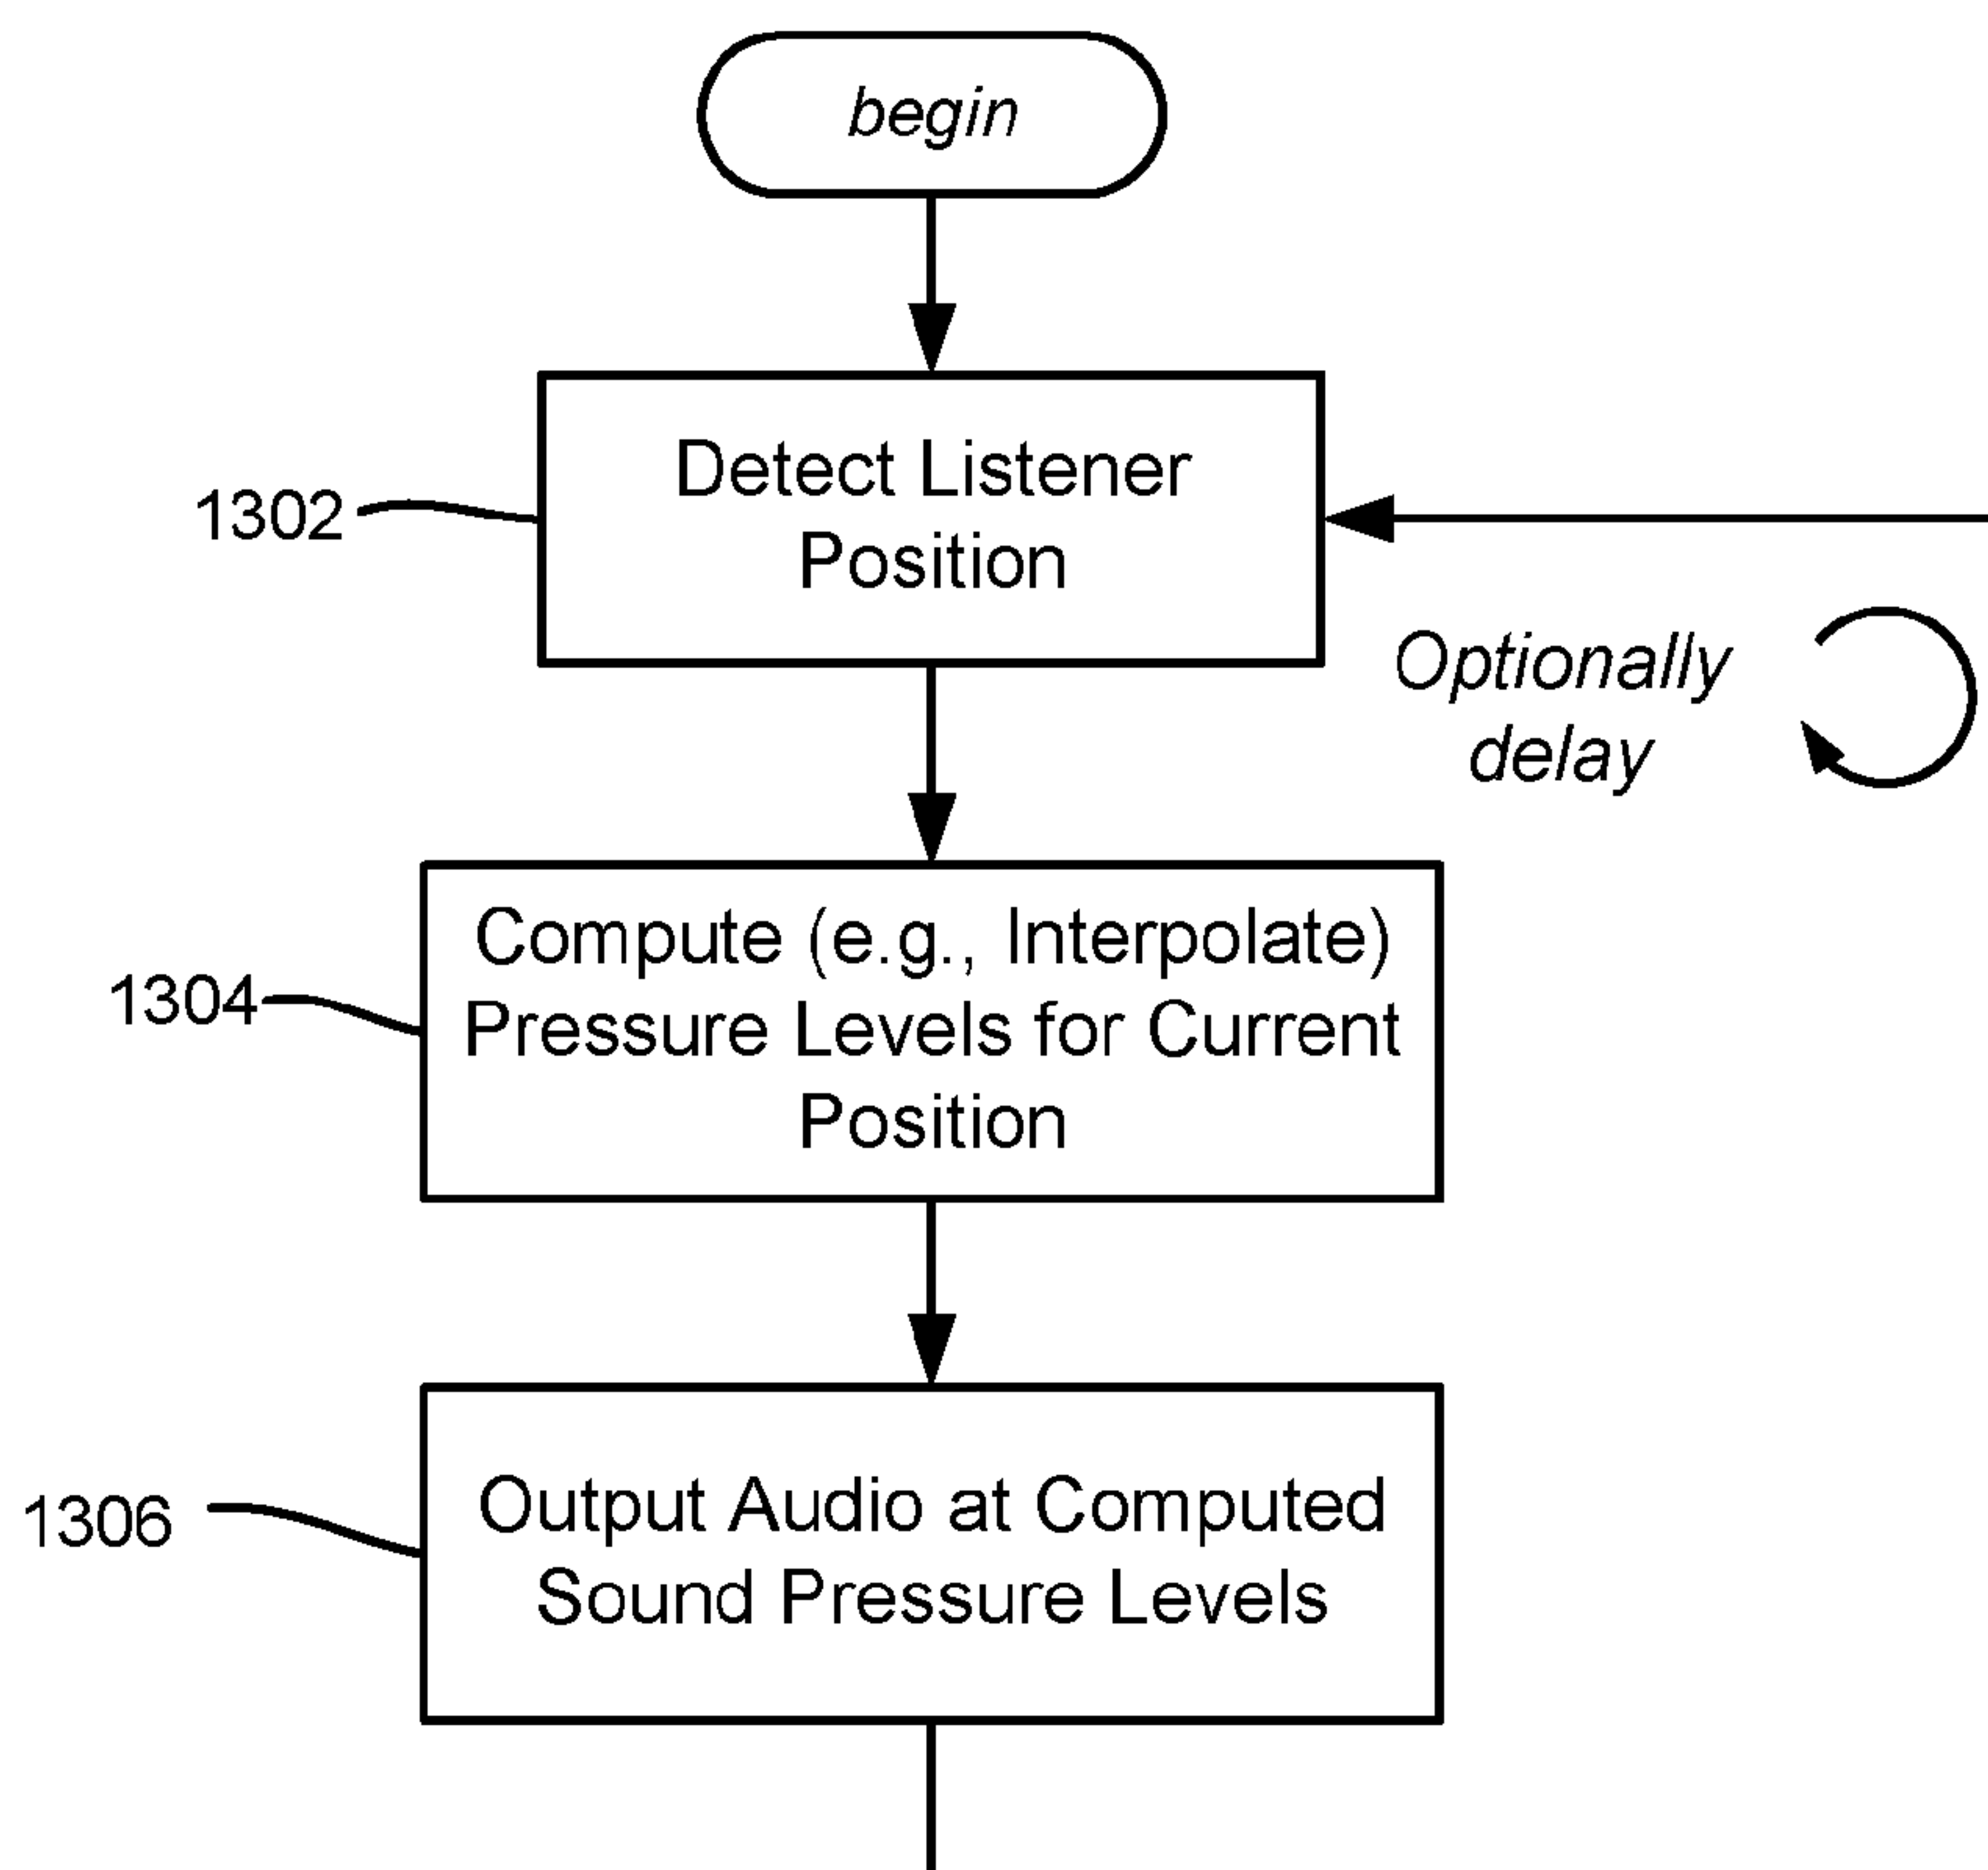 begin
Detect Listener
Position
1302
Optionally
delay
Compute (e.g., Interpolate)
Pressure Levels for Current
Position
1304
Output Audio at Computed
Sound Pressure Levels
1306